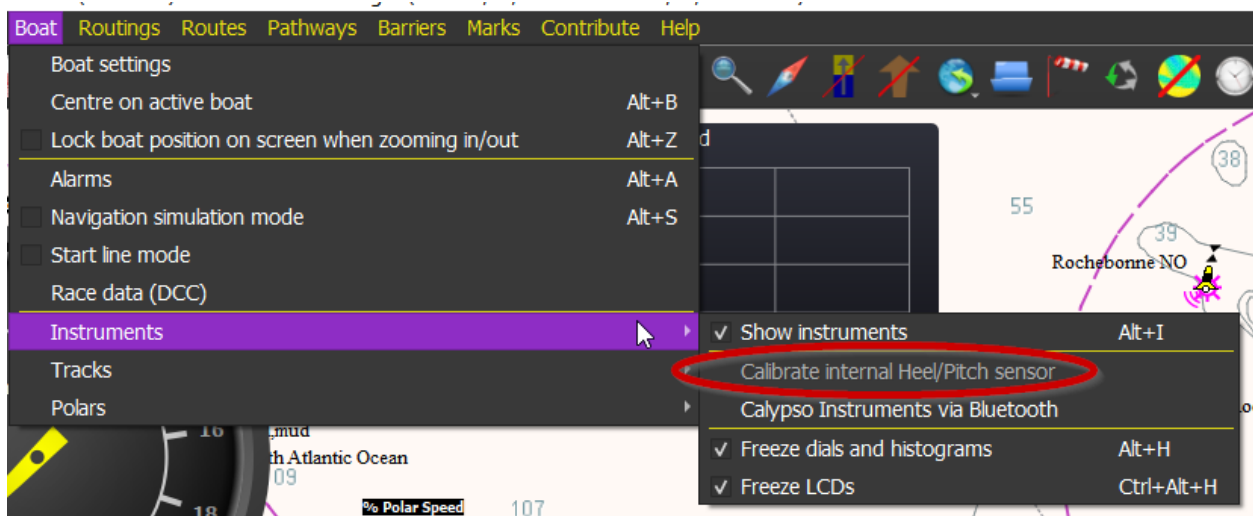 Boat Routings Routes Pathways Barriers Marks Contribute Help
Boat settings
Centre on active boat Alt+B
Lock boat position on screen when zooming in/out Alt+Z
Alarms Alt+A
Navigation simulation mode Alt+S
Start line mode
Race data (DCC)
Instruments
Tracks
Polars
Show instruments Alt+I
Calibrate internal Heel/Pitch sensor
Calypso Instruments via Bluetooth
Freeze dials and histograms Alt+H
Freeze LCDs Ctrl+Alt+H
38
55
39
Rochebonne NO
16
mud
Atlantic Ocean
09
18
% Polar Speed
107